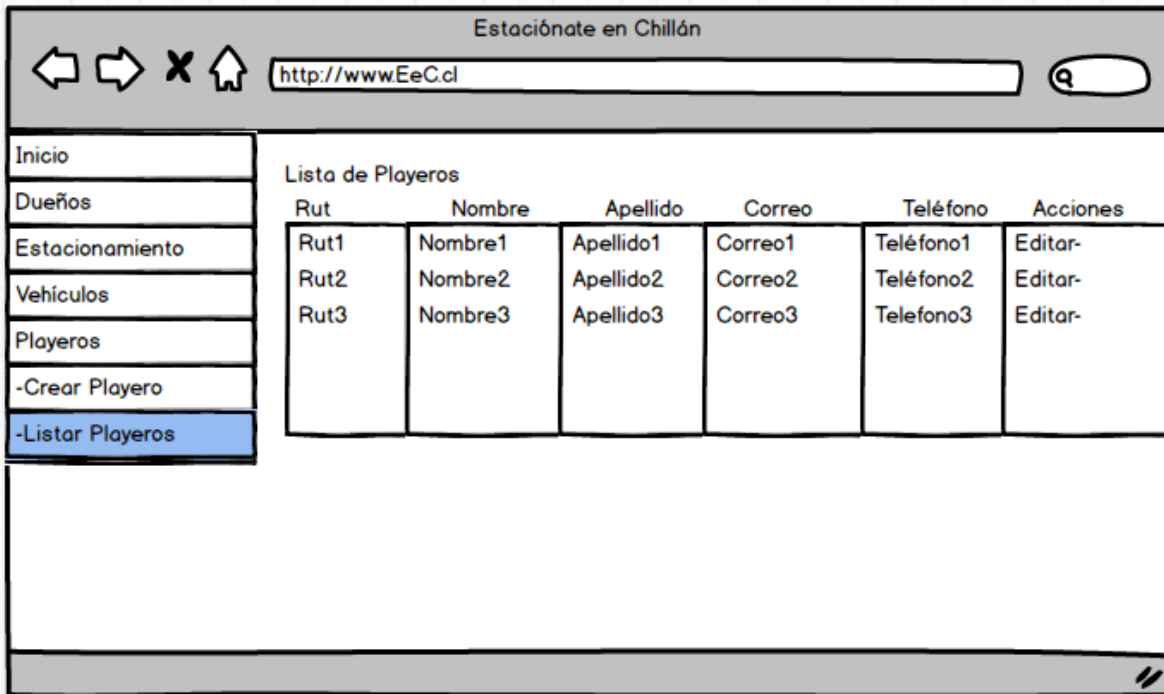 Estaciónate en Chillán
http://www.EeC.cl
Inicio
Dueños
Estacionamiento
Vehículos
Playeros
-Crear Playero
-Listar Playeros
Lista de Playeros
Rut Nombre Apellido Correo Teléfono Acciones
Rut1 Nombre1 Apellido1 Correo1 Teléfono1 Editar-
Rut2 Nombre2 Apellido2 Correo2 Teléfono2 Editar-
Rut3 Nombre3 Apellido3 Correo3 Telefono3 Editar-